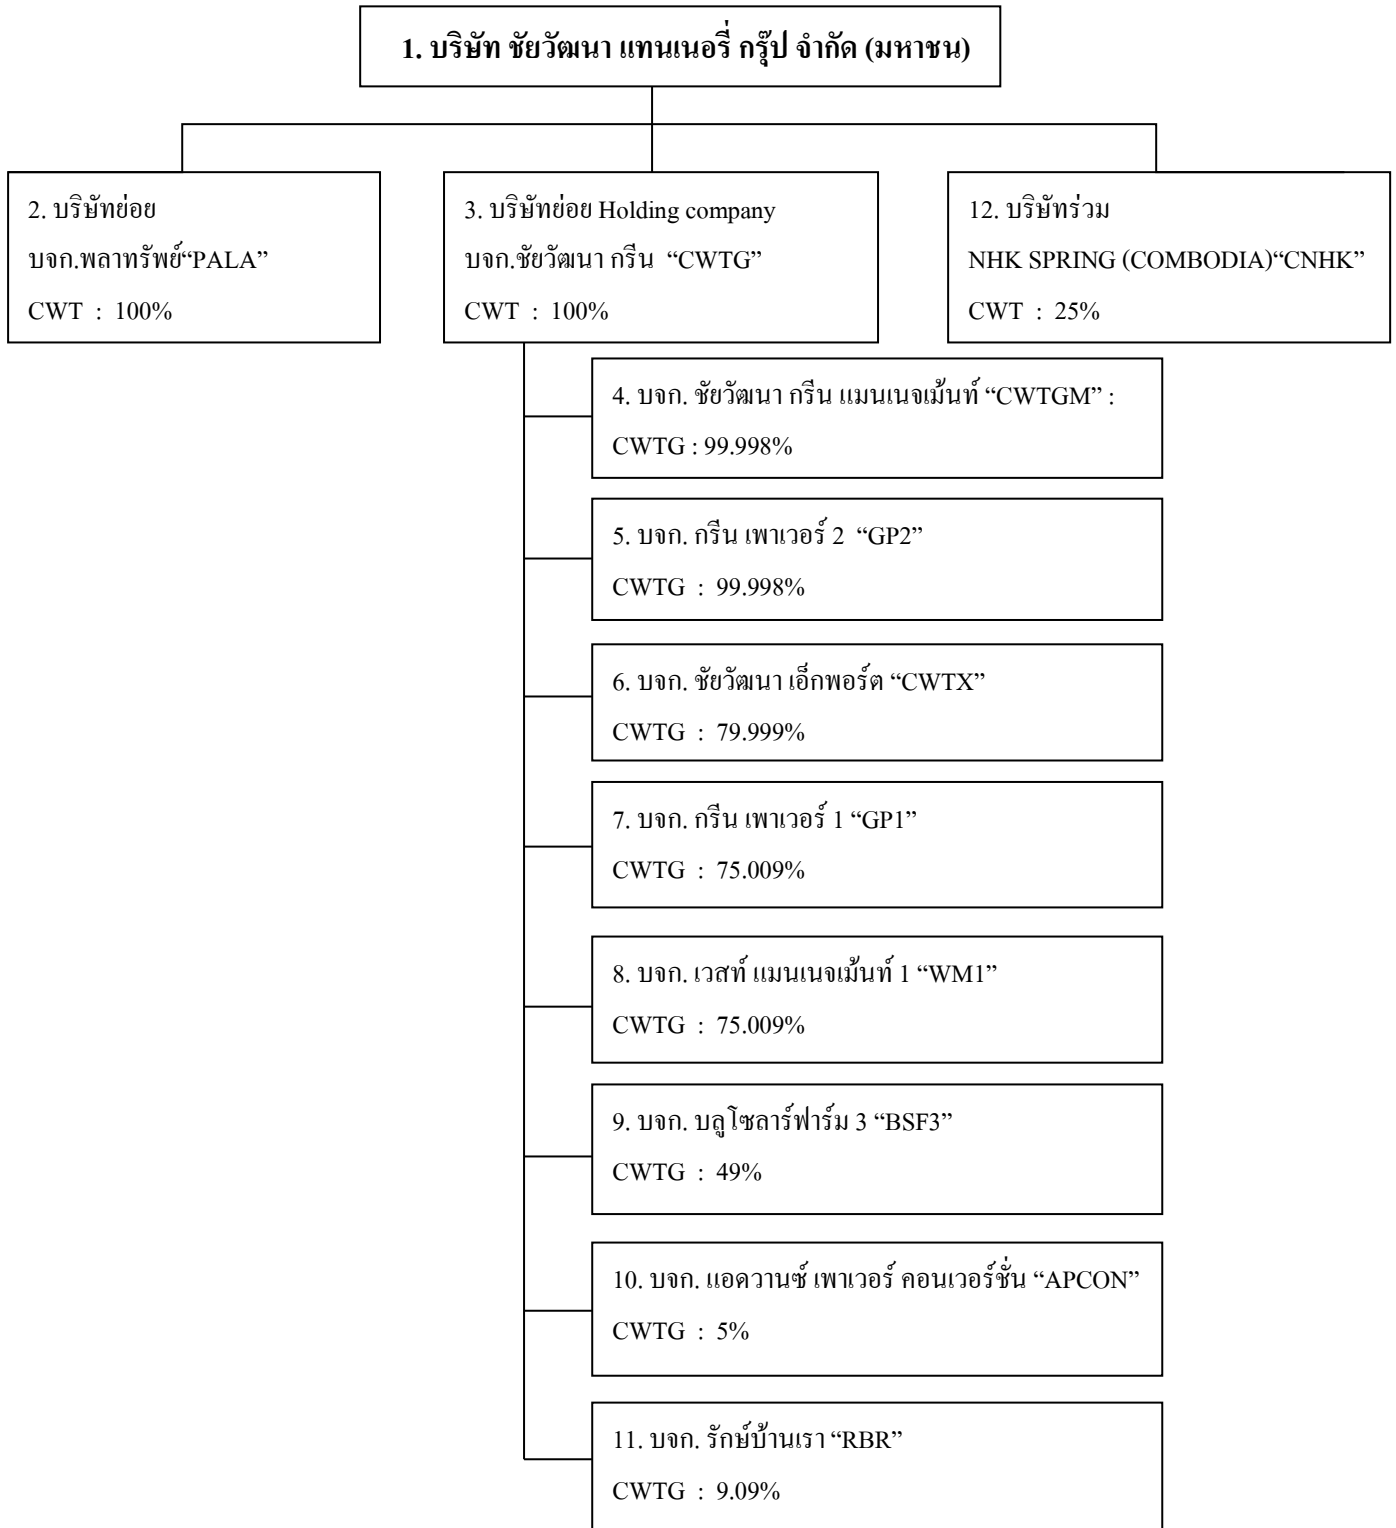 1. บริษัท ชัยวัฒนา แทนเนอรี่ กรุ๊ป จำกัด (มหาชน)
2. บริษัทย่อย
บจก.พลาทรัพย์“PALA”
CWT : 100%
3. บริษัทย่อย Holding company
บจก.ชัยวัฒนา กรีน “CWTG”
CWT : 100%
12. บริษัทร่วม
NHK SPRING (COMBODIA)“CNHK”
CWT : 25%
4. บจก. ชัยวัฒนา กรีน แมนเนจเม้นท์ “CWTGM” :
CWTG : 99.998%
5. บจก. กรีน เพาเวอร์ 2 “GP2”
CWTG : 99.998%
6. บจก. ชัยวัฒนา เอ็กพอร์ต “CWTX”
CWTG : 79.999%
7. บจก. กรีน เพาเวอร์ 1 “GP1”
CWTG : 75.009%
8. บจก. เวสท์ แมนเนจเม้นท์ 1 “WM1”
CWTG : 75.009%
9. บจก. บลูโซลาร์ฟาร์ม 3 “BSF3”
CWTG : 49%
10. บจก. แอดวานซ์ เพาเวอร์ คอนเวอร์ชั่น “APCON”
CWTG : 5%
11. บจก. รักษ์บ้านเรา “RBR”
CWTG : 9.09%